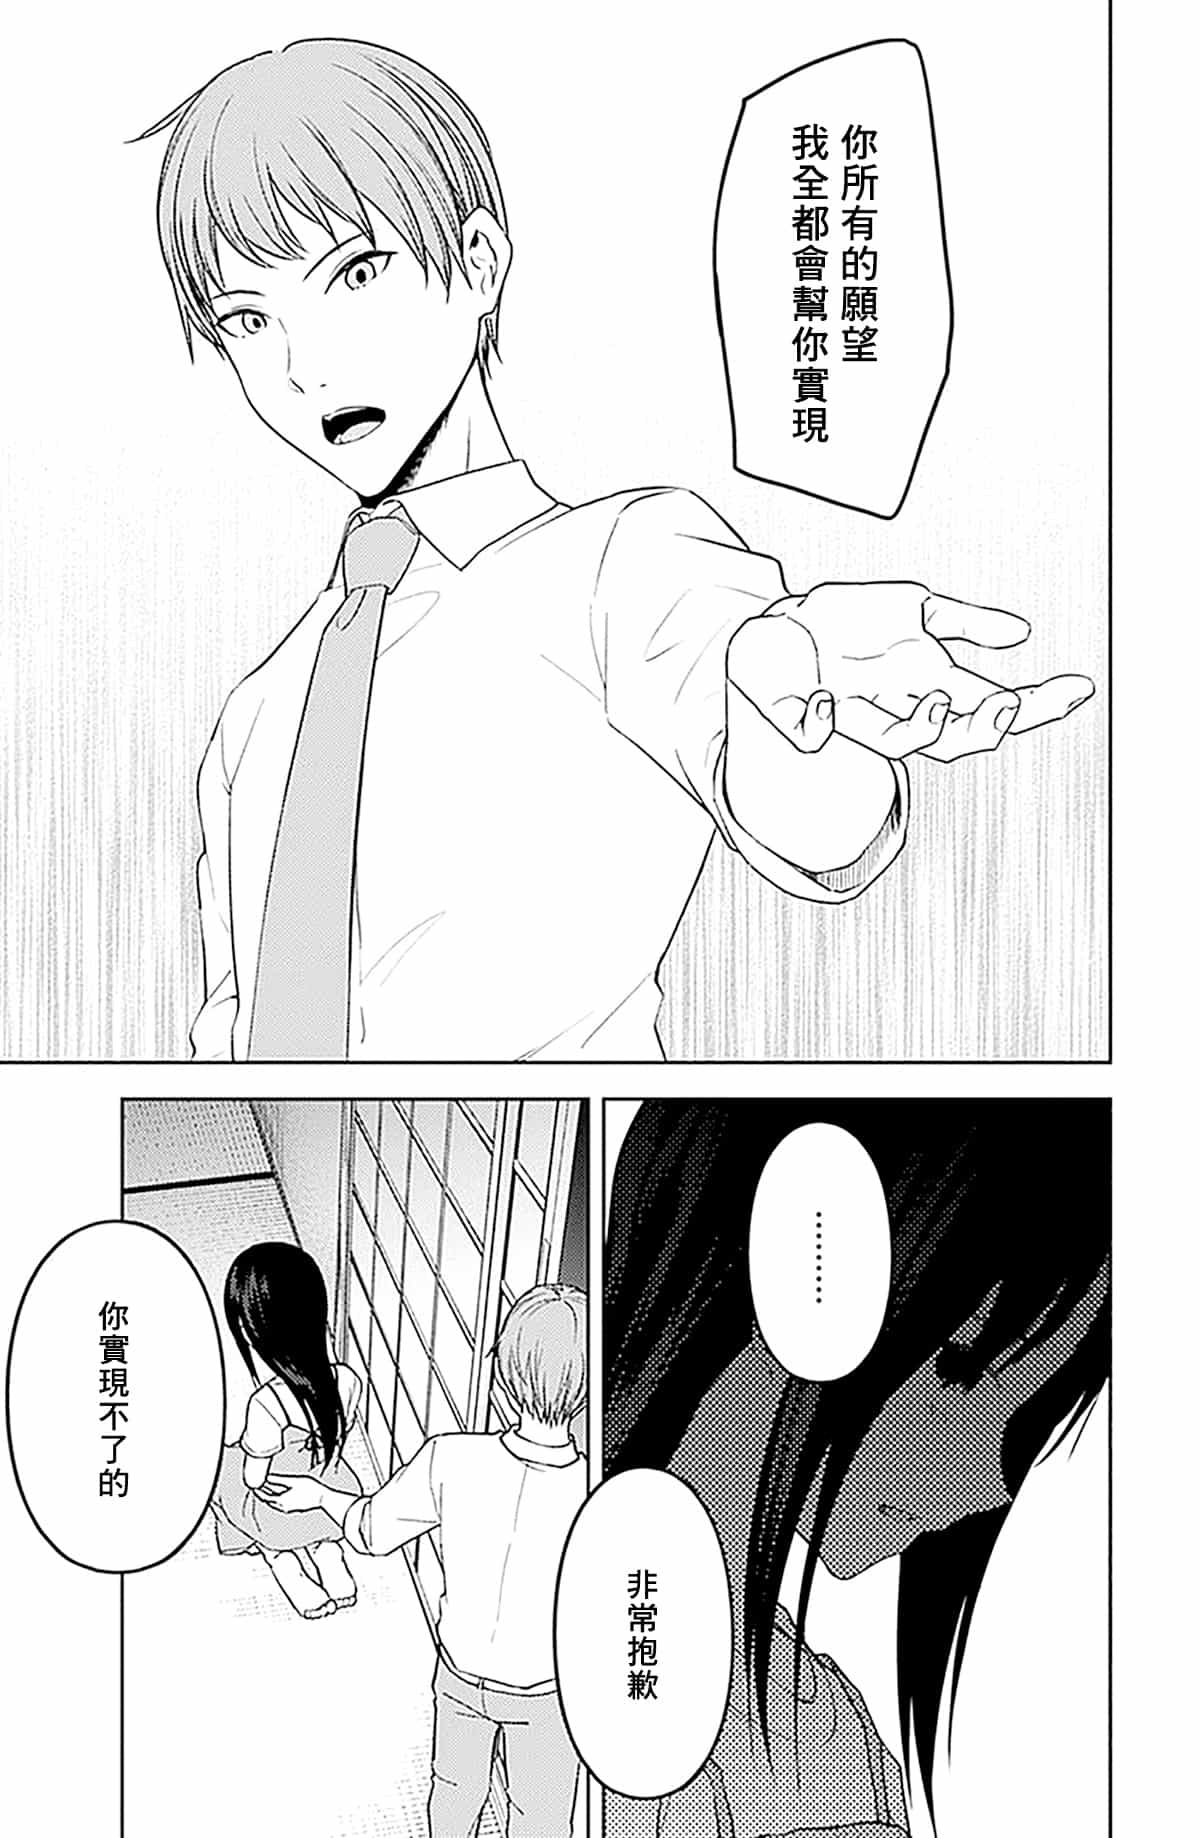 你所有的願望
我全都會幫你實現
………
非常抱歉
你實現不了的